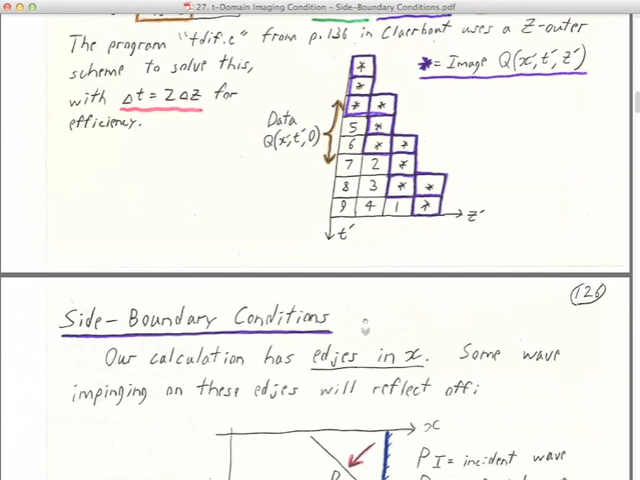 27. t-Domain Imaging Condition – Side-Boundary Conditions.pdf
The program "tdif.c" from p.136 in Claerbout uses a Z-outer
scheme to solve this,
with Δt = 2Δz for
efficiency.
* = Image Q(x′,t′,z′)
Data
Q(x′,t′,0)
*
*
* *
5 *
6 * *
7 2 *
8 3 * *
9 4 1 *
z′
t′
126
Side-Boundary Conditions
Our calculation has edjes in x. Some wave
impinging on these edjes will reflect off:
x
P_I = incident wave